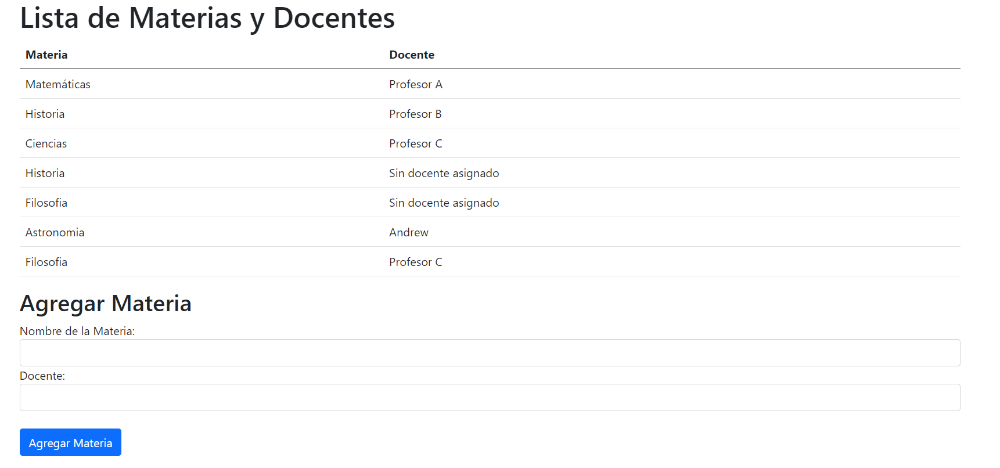 Lista de Materias y Docentes
Materia Docente
Matemáticas Profesor A
Historia Profesor B
Ciencias Profesor C
Historia Sin docente asignado
Filosofia Sin docente asignado
Astronomia Andrew
Filosofia Profesor C
Agregar Materia
Nombre de la Materia:
Docente:
Agregar Materia